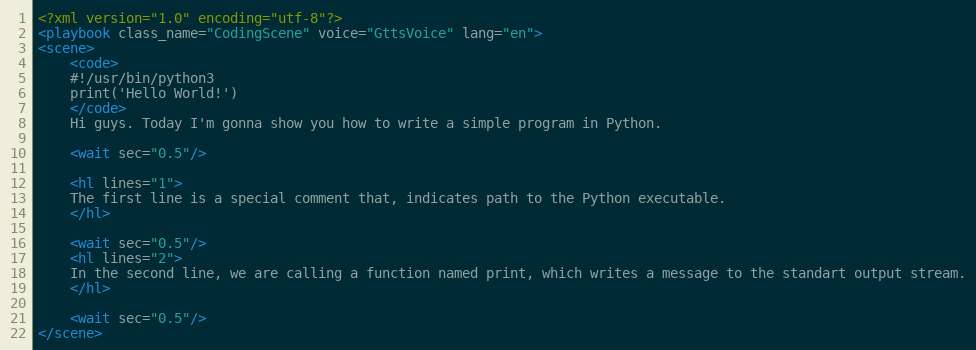 1 <?xml version="1.0" encoding="utf-8"?>
2 <playbook class_name="CodingScene" voice="GttsVoice" lang="en">
3 <scene>
4     <code>
5     #!/usr/bin/python3
6     print('Hello World!')
7     </code>
8     Hi guys. Today I'm gonna show you how to write a simple program in Python.
9
10     <wait sec="0.5"/>
11
12     <hl lines="1">
13     The first line is a special comment that, indicates path to the Python executable.
14     </hl>
15
16     <wait sec="0.5"/>
17     <hl lines="2">
18     In the second line, we are calling a function named print, which writes a message to the standart output stream.
19     </hl>
20
21     <wait sec="0.5"/>
22 </scene>